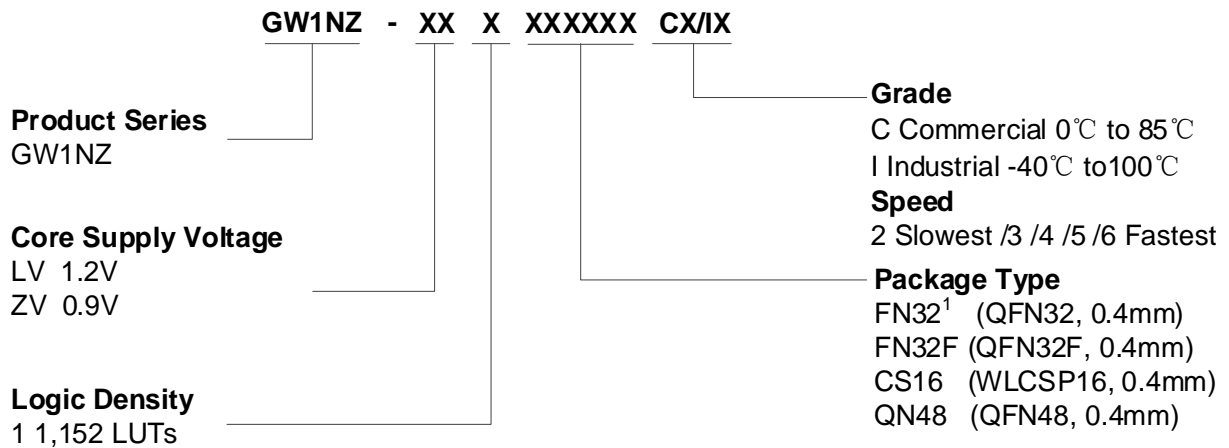 GW1NZ - XX X XXXXXX CX/IX
Product Series
GW1NZ
Core Supply Voltage
LV 1.2V
ZV 0.9V
Logic Density
1 1,152 LUTs
Grade
C Commercial 0℃ to 85℃
I Industrial -40℃ to100℃
Speed
2 Slowest /3 /4 /5 /6 Fastest
Package Type
FN32¹ (QFN32, 0.4mm)
FN32F (QFN32F, 0.4mm)
CS16 (WLCSP16, 0.4mm)
QN48 (QFN48, 0.4mm)